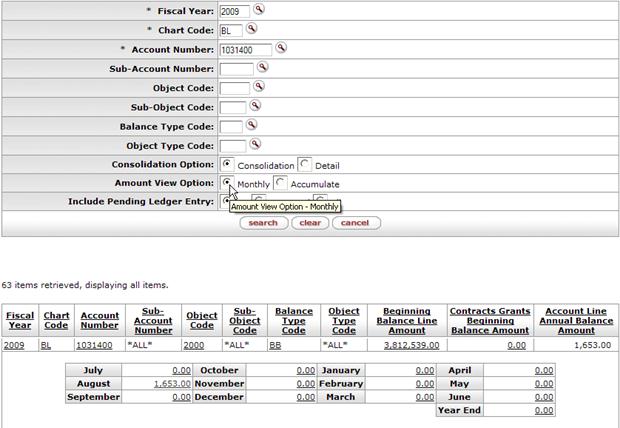 * Fiscal Year: 2009
* Chart Code: BL
* Account Number: 1031400
Sub-Account Number:
Object Code:
Sub-Object Code:
Balance Type Code:
Object Type Code:
Consolidation Option: Consolidation Detail
Amount View Option: Monthly Accumulate
Include Pending Ledger Entry:
Amount View Option - Monthly
search clear cancel
63 items retrieved, displaying all items.
Fiscal Year Chart Code Account Number Sub-Account Number Object Code Sub-Object Code Balance Type Code Object Type Code Beginning Balance Line Amount Contracts Grants Beginning Balance Amount Account Line Annual Balance Amount
2009 BL 1031400 *ALL* 2000 *ALL* BB *ALL* 3,812,539.00 0.00 1,653.00
July 0.00 October 0.00 January 0.00 April 0.00
August 1,653.00 November 0.00 February 0.00 May 0.00
September 0.00 December 0.00 March 0.00 June 0.00
Year End 0.00